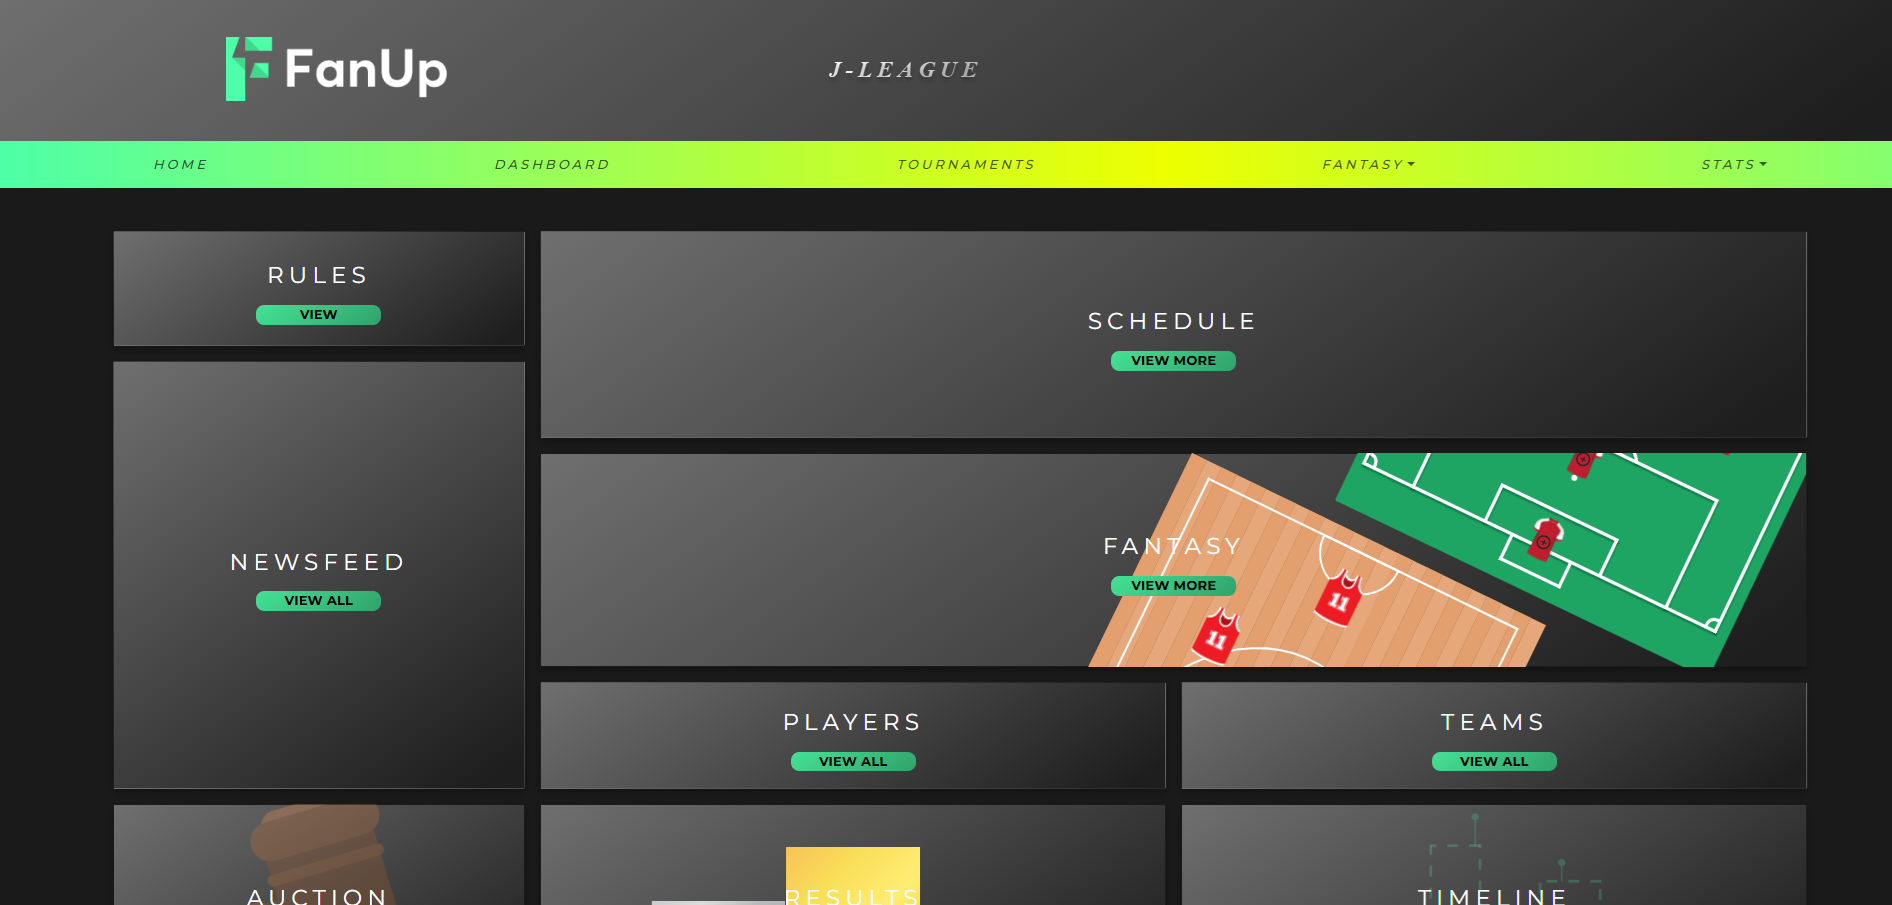 FanUp
J-LEAGUE
HOME
DASHBOARD
TOURNAMENTS
FANTASY
STATS
RULES
VIEW
SCHEDULE
VIEW MORE
NEWSFEED
VIEW ALL
FANTASY
VIEW MORE
11
11
PLAYERS
VIEW ALL
TEAMS
VIEW ALL
AUCTION
RESULTS
TIMELINE